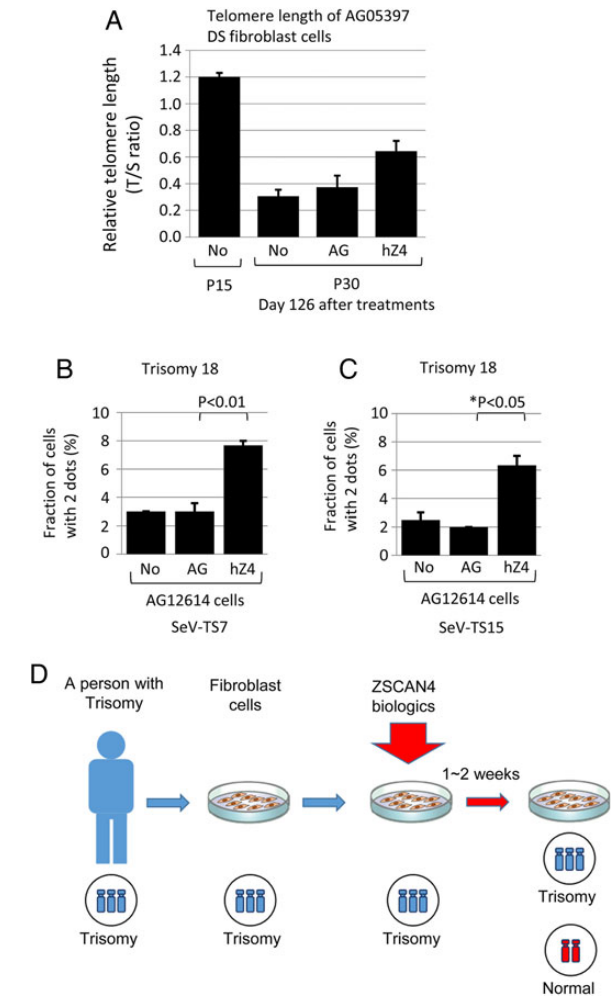 A
Telomere length of AG05397
DS fibroblast cells
Relative telomere length
(T/S ratio)
1.4
1.2
1.0
0.8
0.6
0.4
0.2
0.0
No
No
AG
hZ4
P15
P30
Day 126 after treatments
B
Trisomy 18
P<0.01
Fraction of cells
with 2 dots (%)
10
8
6
4
2
0
No
AG
hZ4
AG12614 cells
SeV-TS7
C
Trisomy 18
*P<0.05
Fraction of cells
with 2 dots (%)
10
8
6
4
2
0
No
AG
hZ4
AG12614 cells
SeV-TS15
D
A person with
Trisomy
Fibroblast
cells
ZSCAN4
biologics
1~2 weeks
Trisomy
Trisomy
Trisomy
Trisomy
Normal